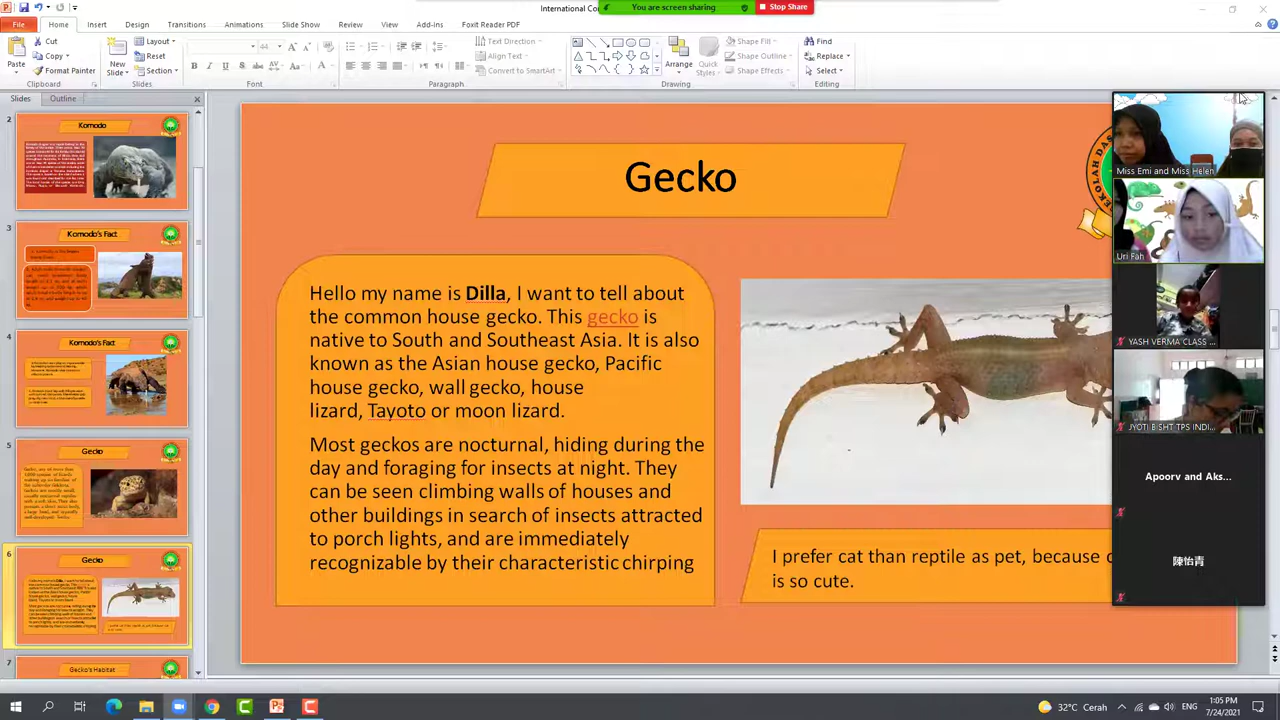 International Co
You are screen sharing
Stop Share
File
Home
Insert
Design
Transitions
Animations
Slide Show
Review
View
Add-Ins
Foxit Reader PDF
Paste
Cut
Copy
Format Painter
Clipboard
New
Slide
Layout
Reset
Section
Slides
44
Font
Text Direction
Align Text
Convert to SmartArt
Paragraph
Arrange
Quick
Styles
Shape Fill
Shape Outline
Shape Effects
Drawing
Find
Replace
Select
Editing
Slides
Outline
2
Komodo
3
Komodo's Fact
4
Komodo's Fact
5
Gecko
6
Gecko
7
Gecko's Habitat
Gecko
Hello my name is Dilla, I want to tell about
the common house gecko. This gecko is
native to South and Southeast Asia. It is also
known as the Asian house gecko, Pacific
house gecko, wall gecko, house
lizard, Tayoto or moon lizard.
Most geckos are nocturnal, hiding during the
day and foraging for insects at night. They
can be seen climbing walls of houses and
other buildings in search of insects attracted
to porch lights, and are immediately
recognizable by their characteristic chirping
I prefer cat than reptile as pet, because
is so cute.
Miss Emi and Miss Helen
Uri Fah
YASH VERMA CLASS ...
JYOTI B SHT TPS INDI...
Apoorv and Aks...
陳怡青
32°C Cerah
1:05 PM
7/24/2021